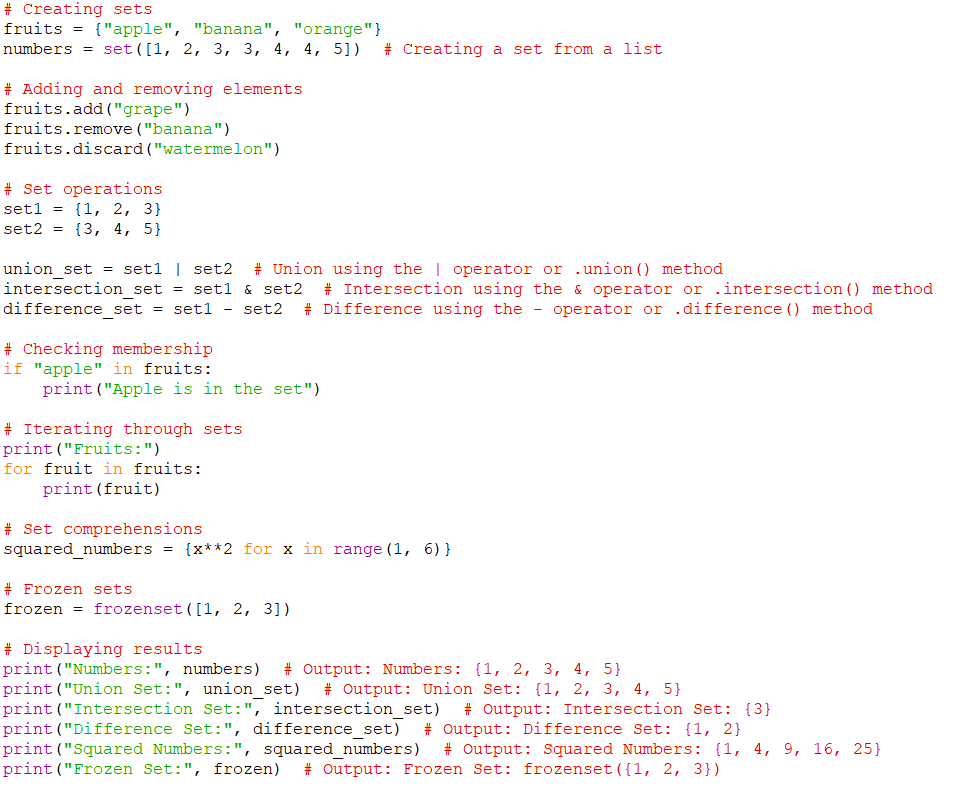 # Creating sets
fruits = {"apple", "banana", "orange"}
numbers = set([1, 2, 3, 3, 4, 4, 5])  # Creating a set from a list

# Adding and removing elements
fruits.add("grape")
fruits.remove("banana")
fruits.discard("watermelon")

# Set operations
set1 = {1, 2, 3}
set2 = {3, 4, 5}

union_set = set1 | set2  # Union using the | operator or .union() method
intersection_set = set1 & set2  # Intersection using the & operator or .intersection() method
difference_set = set1 - set2  # Difference using the - operator or .difference() method

# Checking membership
if "apple" in fruits:
    print("Apple is in the set")

# Iterating through sets
print("Fruits:")
for fruit in fruits:
    print(fruit)

# Set comprehensions
squared_numbers = {x**2 for x in range(1, 6)}

# Frozen sets
frozen = frozenset([1, 2, 3])

# Displaying results
print("Numbers:", numbers)  # Output: Numbers: {1, 2, 3, 4, 5}
print("Union Set:", union_set)  # Output: Union Set: {1, 2, 3, 4, 5}
print("Intersection Set:", intersection_set)  # Output: Intersection Set: {3}
print("Difference Set:", difference_set)  # Output: Difference Set: {1, 2}
print("Squared Numbers:", squared_numbers)  # Output: Squared Numbers: {1, 4, 9, 16, 25}
print("Frozen Set:", frozen)  # Output: Frozen Set: frozenset({1, 2, 3})